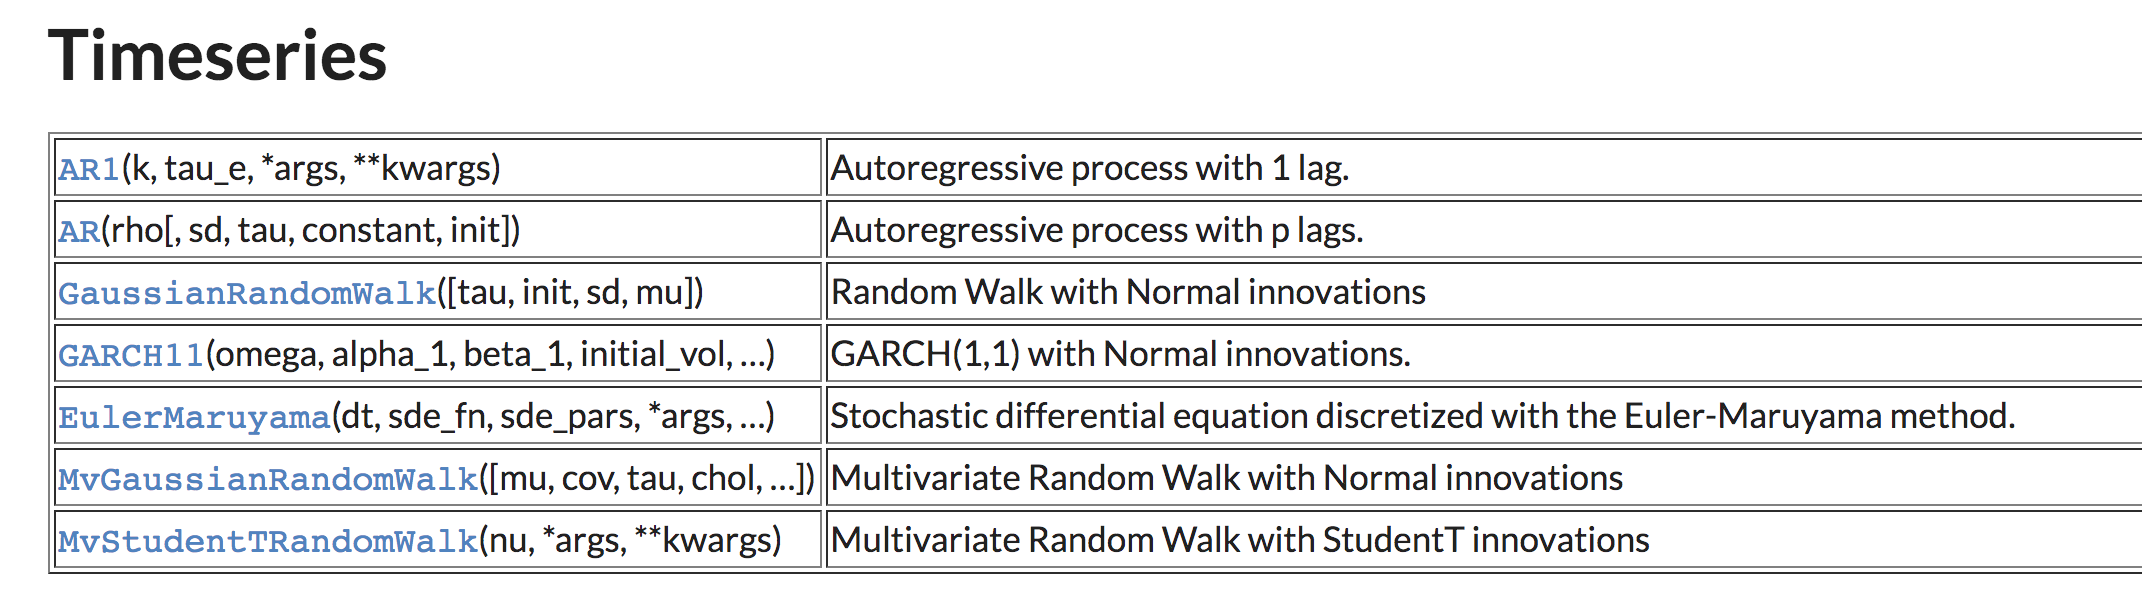 Timeseries
AR1(k, tau_e, *args, **kwargs) Autoregressive process with 1 lag.
AR(rho[, sd, tau, constant, init]) Autoregressive process with p lags.
GaussianRandomWalk([tau, init, sd, mu]) Random Walk with Normal innovations
GARCH11(omega, alpha_1, beta_1, initial_vol, …) GARCH(1,1) with Normal innovations.
EulerMaruyama(dt, sde_fn, sde_pars, *args, …) Stochastic differential equation discretized with the Euler-Maruyama method.
MvGaussianRandomWalk([mu, cov, tau, chol, …]) Multivariate Random Walk with Normal innovations
MvStudentTRandomWalk(nu, *args, **kwargs) Multivariate Random Walk with StudentT innovations